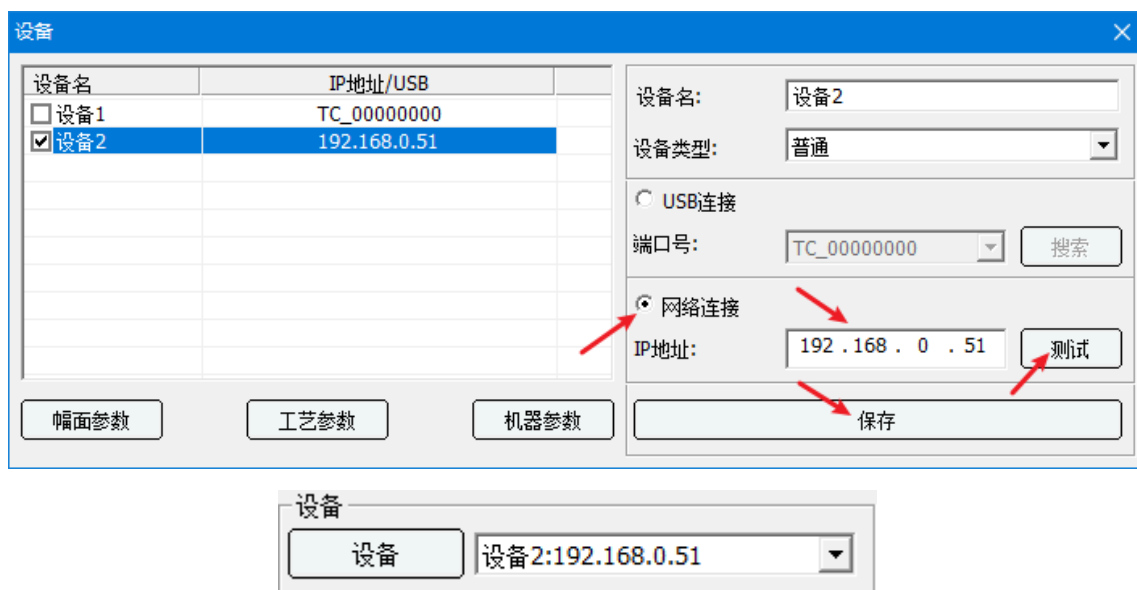 设备
设备名 IP地址/USB
设备1 TC_00000000
设备2 192.168.0.51
设备名: 设备2
设备类型: 普通
USB连接
端口号: TC_00000000 搜索
网络连接
IP地址: 192 .168 . 0 . 51 测试
幅面参数 工艺参数 机器参数 保存
设备
设备 设备2:192.168.0.51